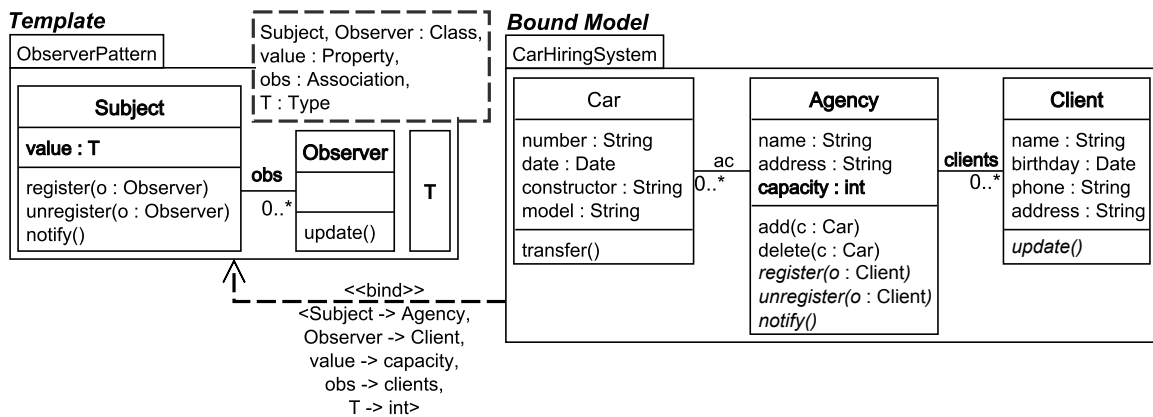 Template
ObserverPattern
Subject, Observer : Class,
value : Property,
obs : Association,
T : Type
Subject
value : T
register(o : Observer)
unregister(o : Observer)
notify()
obs
0..*
Observer
update()
T
<<bind>>
<Subject -> Agency,
Observer -> Client,
value -> capacity,
obs -> clients,
T -> int>
Bound Model
CarHiringSystem
Car
number : String
date : Date
constructor : String
model : String
transfer()
ac
0..*
Agency
name : String
address : String
capacity : int
add(c : Car)
delete(c : Car)
register(o : Client)
unregister(o : Client)
notify()
clients
0..*
Client
name : String
birthday : Date
phone : String
address : String
update()